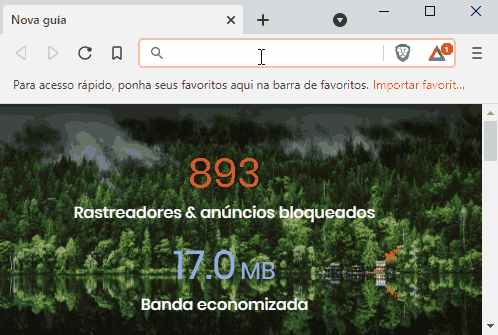 Nova guia
1
Para acesso rápido, ponha seus favoritos aqui na barra de favoritos. Importar favorit...
893
Rastreadores & anúncios bloqueados
17.0 MB
Banda economizada